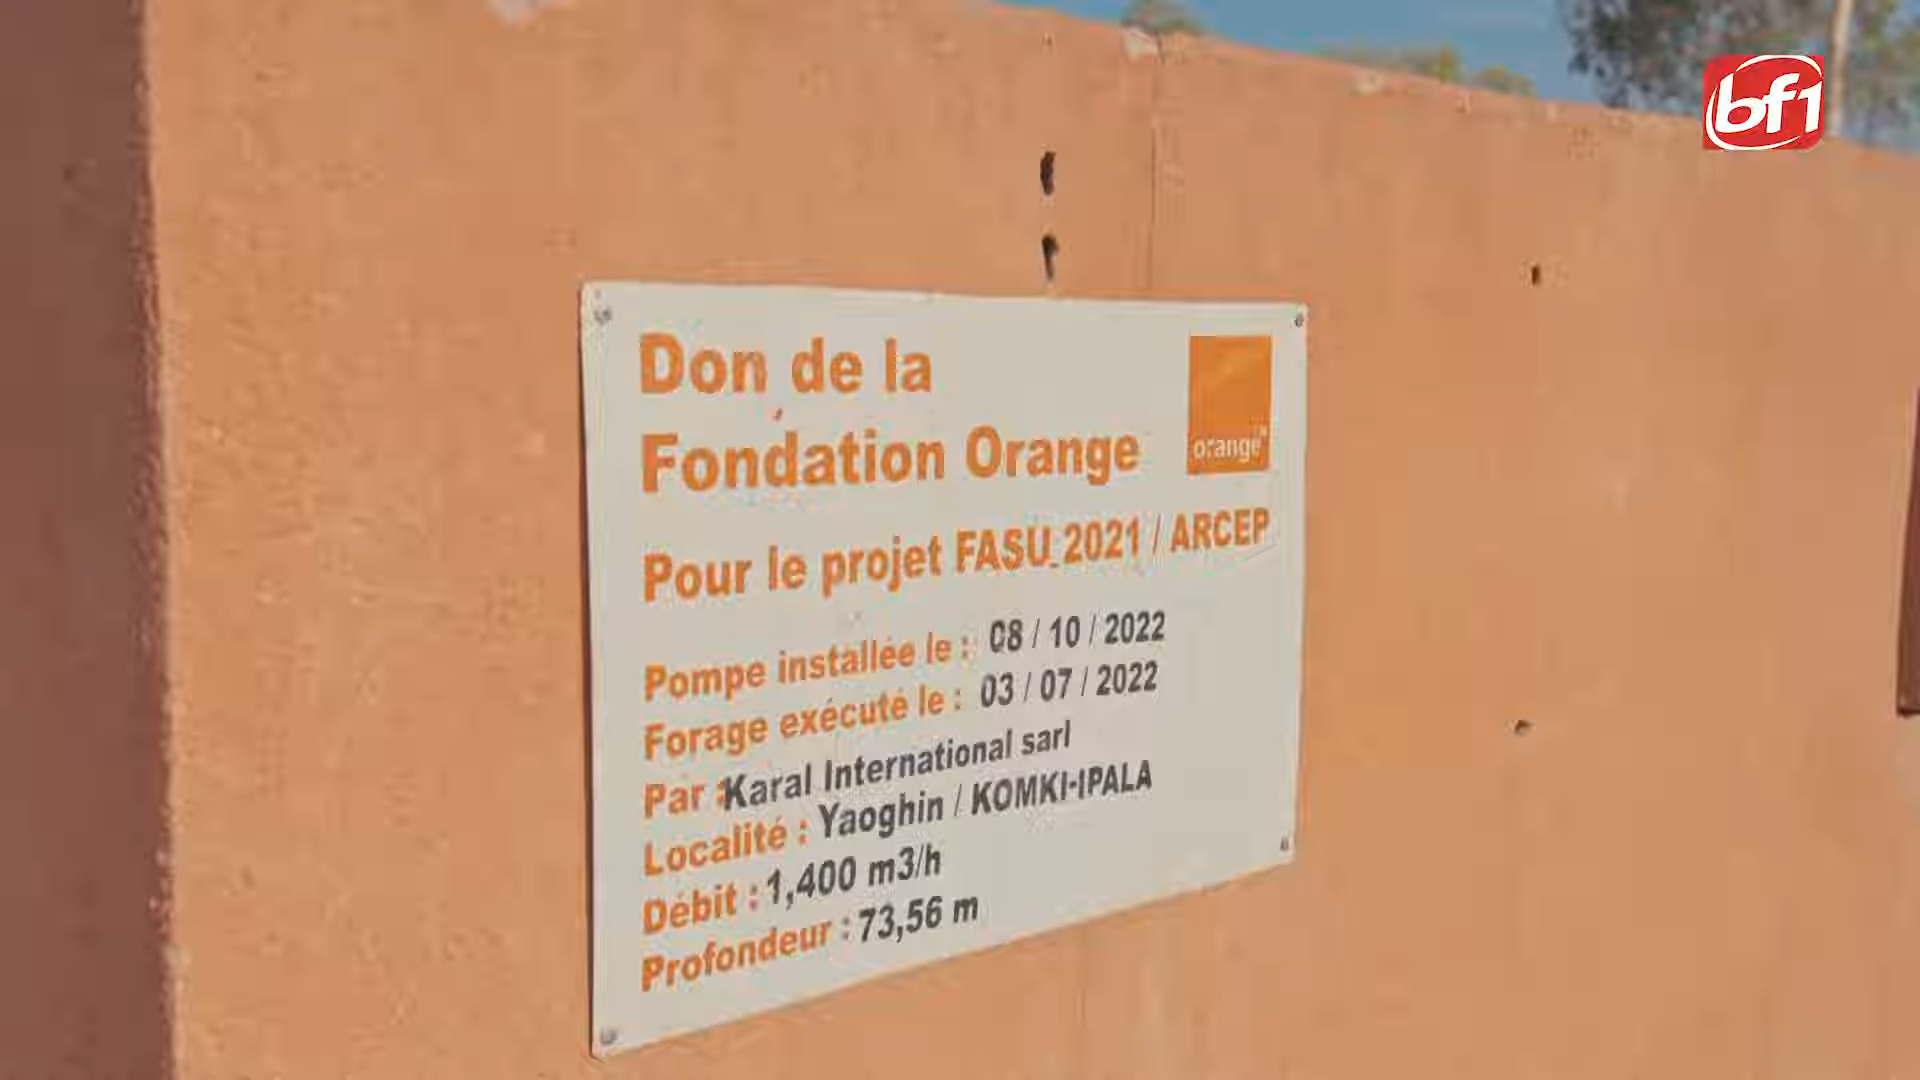 bf1
Don de la
Fondation Orange
orange
Pour le projet FASU 2021 / ARCEP
Pompe installée le : 08 / 10 / 2022
Forage exécuté le : 03 / 07 / 2022
Par : Karal International sarl
Localité : Yaoghin / KOMKI-IPALA
Débit : 1,400 m3/h
Profondeur : 73,56 m